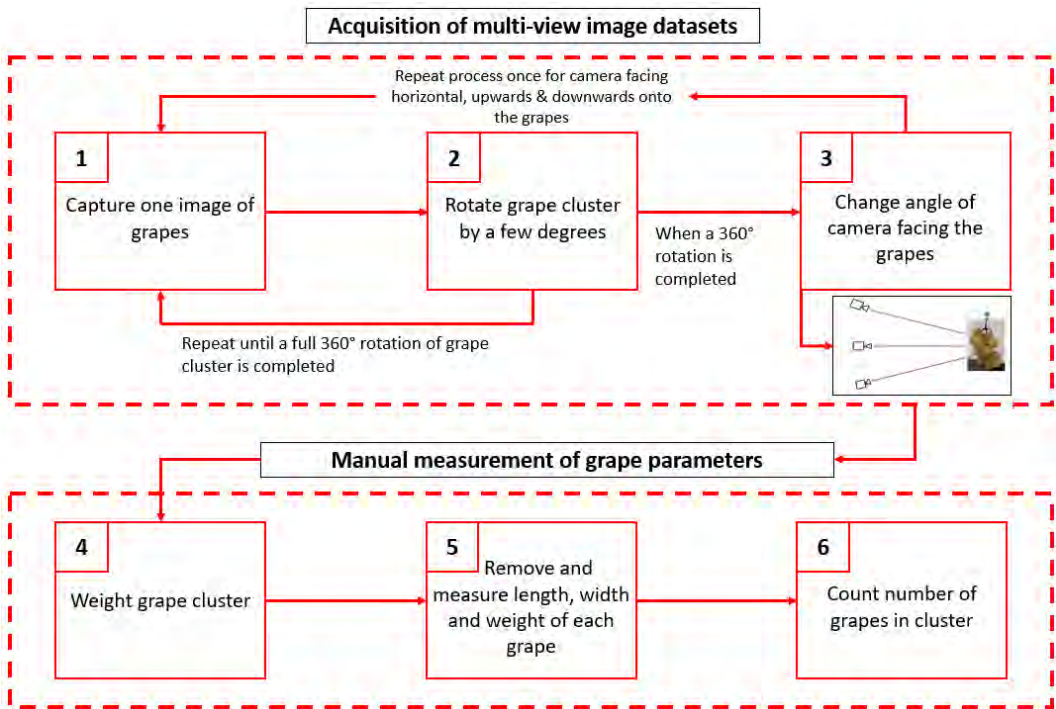 Acquisition of multi-view image datasets
Repeat process once for camera facing
horizontal, upwards & downwards onto
the grapes
1
Capture one image of
grapes
2
Rotate grape cluster
by a few degrees
When a 360°
rotation is
completed
3
Change angle of
camera facing the
grapes
Repeat until a full 360° rotation of grape
cluster is completed
Manual measurement of grape parameters
4
Weight grape cluster
5
Remove and
measure length, width
and weight of each
grape
6
Count number of
grapes in cluster